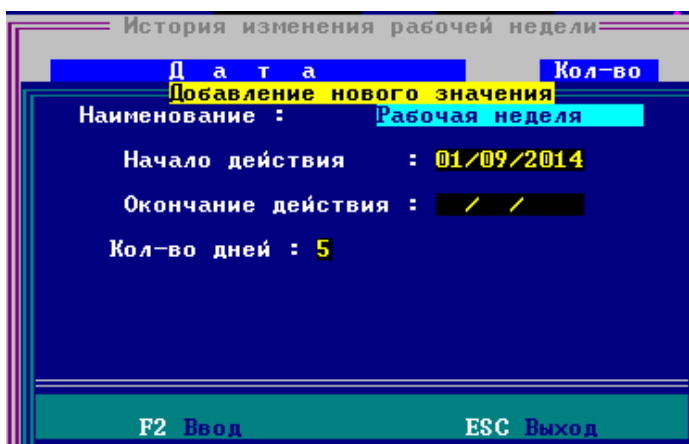 История изменения рабочей недели
Д а т а Кол-во
Добавление нового значения
Наименование : Рабочая неделя
Начало действия : 01/09/2014
Окончание действия : / /
Кол-во дней : 5
F2 Ввод ESC Выход